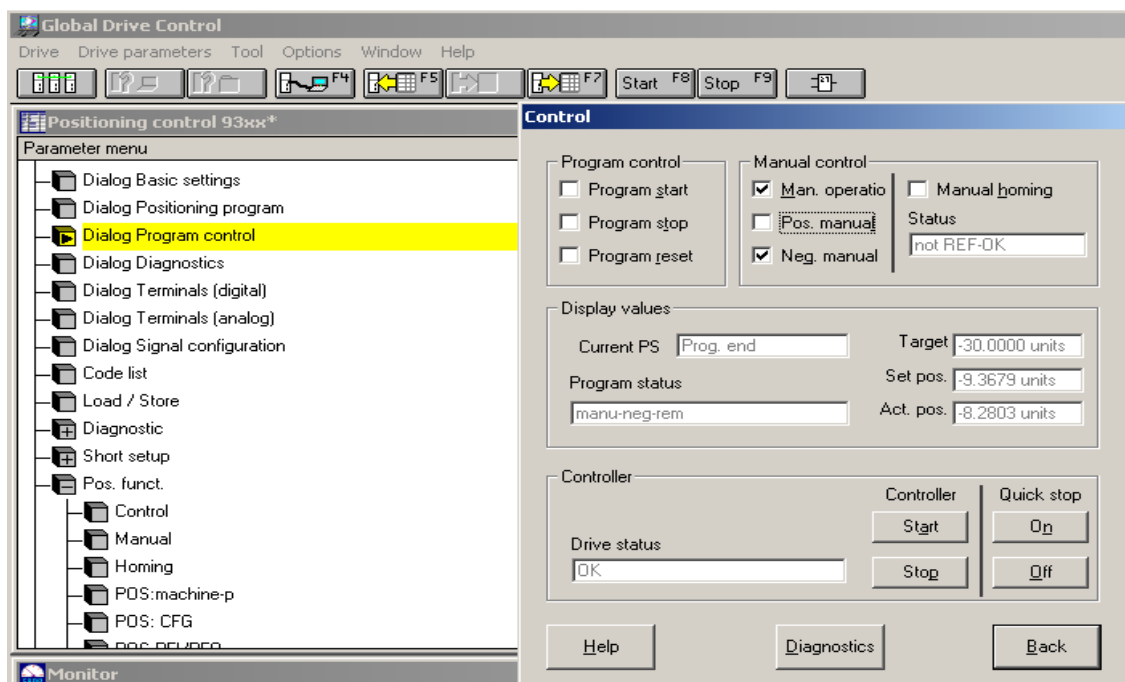 Global Drive Control
Drive Drive parameters Tool Options Window Help
F4 F5 F7 Start F8 Stop F9
Positioning control 93xx*
Parameter menu
Dialog Basic settings
Dialog Positioning program
Dialog Program control
Dialog Diagnostics
Dialog Terminals (digital)
Dialog Terminals (analog)
Dialog Signal configuration
Code list
Load / Store
Diagnostic
Short setup
Pos. funct.
Control
Manual
Homing
POS:machine-p
POS: CFG
Monitor
Control
Program control
Program start
Program stop
Program reset
Manual control
Man. operatio
Pos. manual
Neg. manual
Manual homing
Status
not REF-OK
Display values
Current PS Prog. end
Program status
manu-neg-rem
Target -30.0000 units
Set pos. -9.3679 units
Act. pos. -8.2803 units
Controller
Drive status
OK
Controller
Start
Stop
Quick stop
On
Off
Help Diagnostics Back